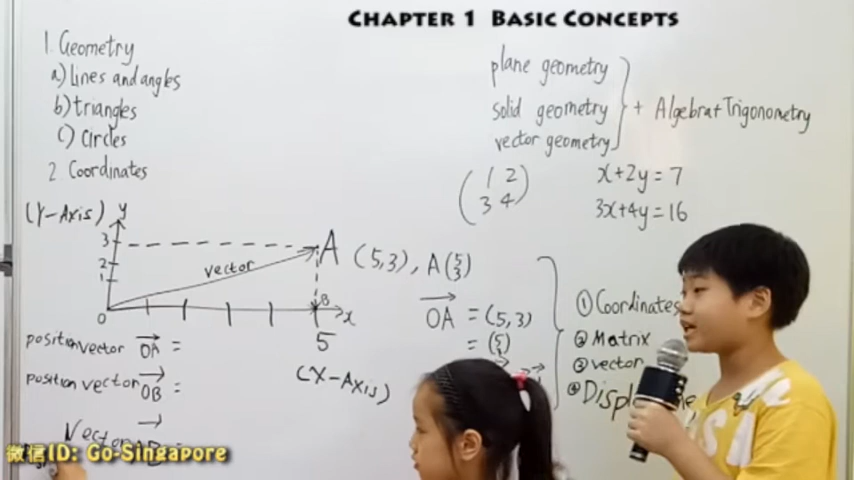 CHAPTER 1 BASIC CONCEPTS
1. Geometry
a) Lines and angles
b) triangles
c) Circles
2. Coordinates
plane geometry
solid geometry
vector geometry
+ Algebra + Trigonometry
(1 2
3 4)
x+2y = 7
3x+4y = 16
(Y-Axis) y
3
2
1
0
vector
A (5,3), A(5
3)
B
x
5
(X-Axis)
OA = (5,3)
= (5
3)
① Coordinates
② Matrix
③ vector
④
position vector OA =
position vector OB =
Vector
微信ID: Go-Singapore